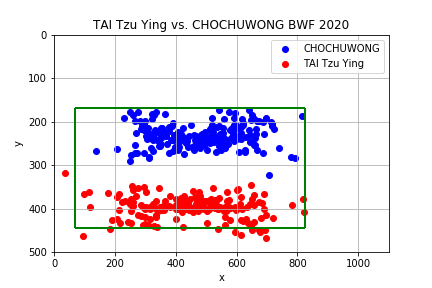 TAI Tzu Ying vs. CHOCHUWONG BWF 2020
CHOCHUWONG
TAI Tzu Ying
0
100
200
300
400
500
y
0 200 400 600 800 1000
x